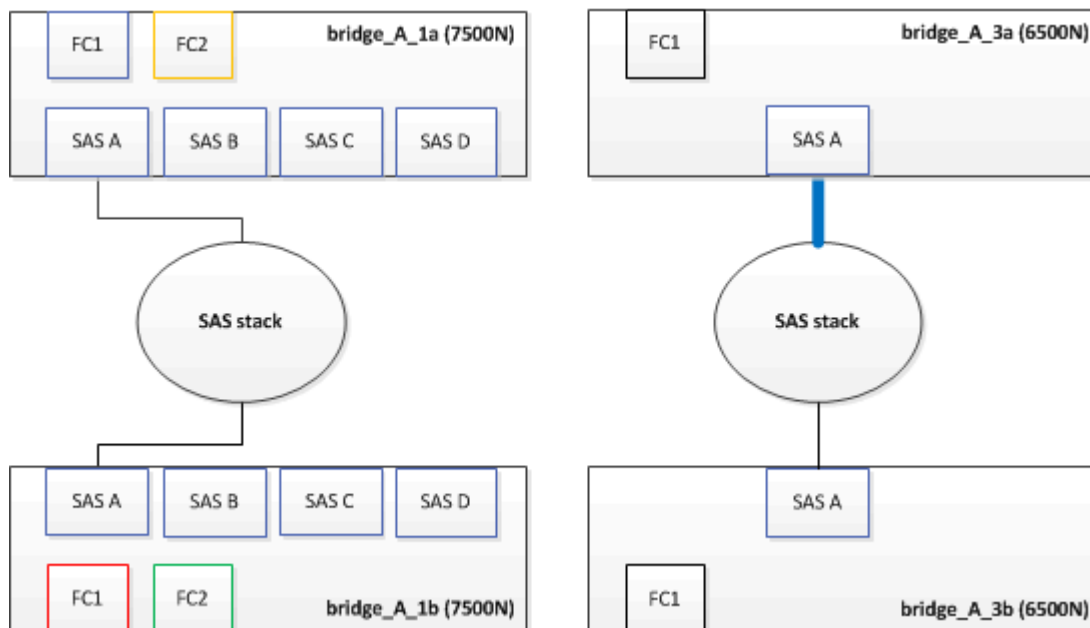 bridge_A_1a (7500N)
FC1
FC2
SAS A
SAS B
SAS C
SAS D
SAS stack
SAS A
SAS B
SAS C
SAS D
FC1
FC2
bridge_A_1b (7500N)
bridge_A_3a (6500N)
FC1
SAS A
SAS stack
SAS A
FC1
bridge_A_3b (6500N)